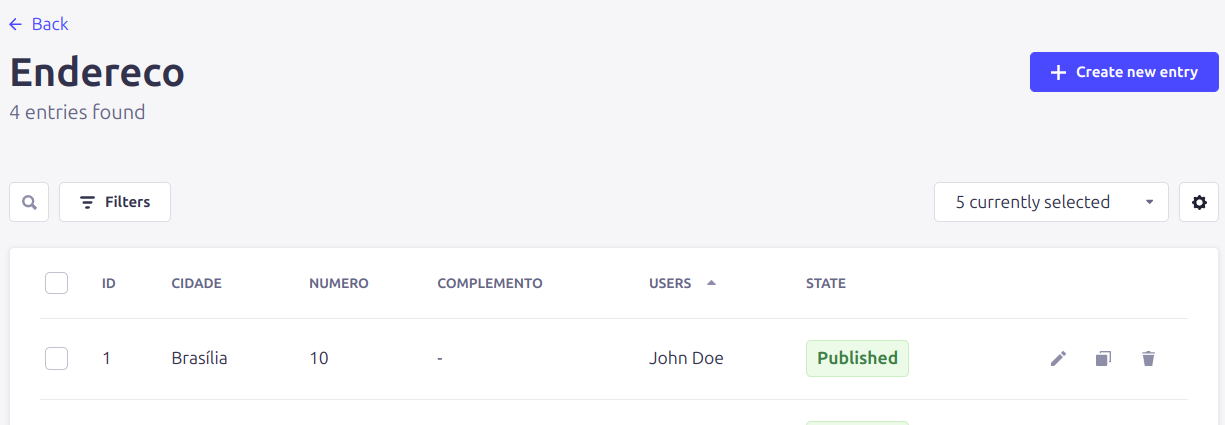 Back
Endereco
Create new entry
4 entries found
Filters
5 currently selected
ID CIDADE NUMERO COMPLEMENTO USERS STATE
1 Brasília 10 - John Doe Published